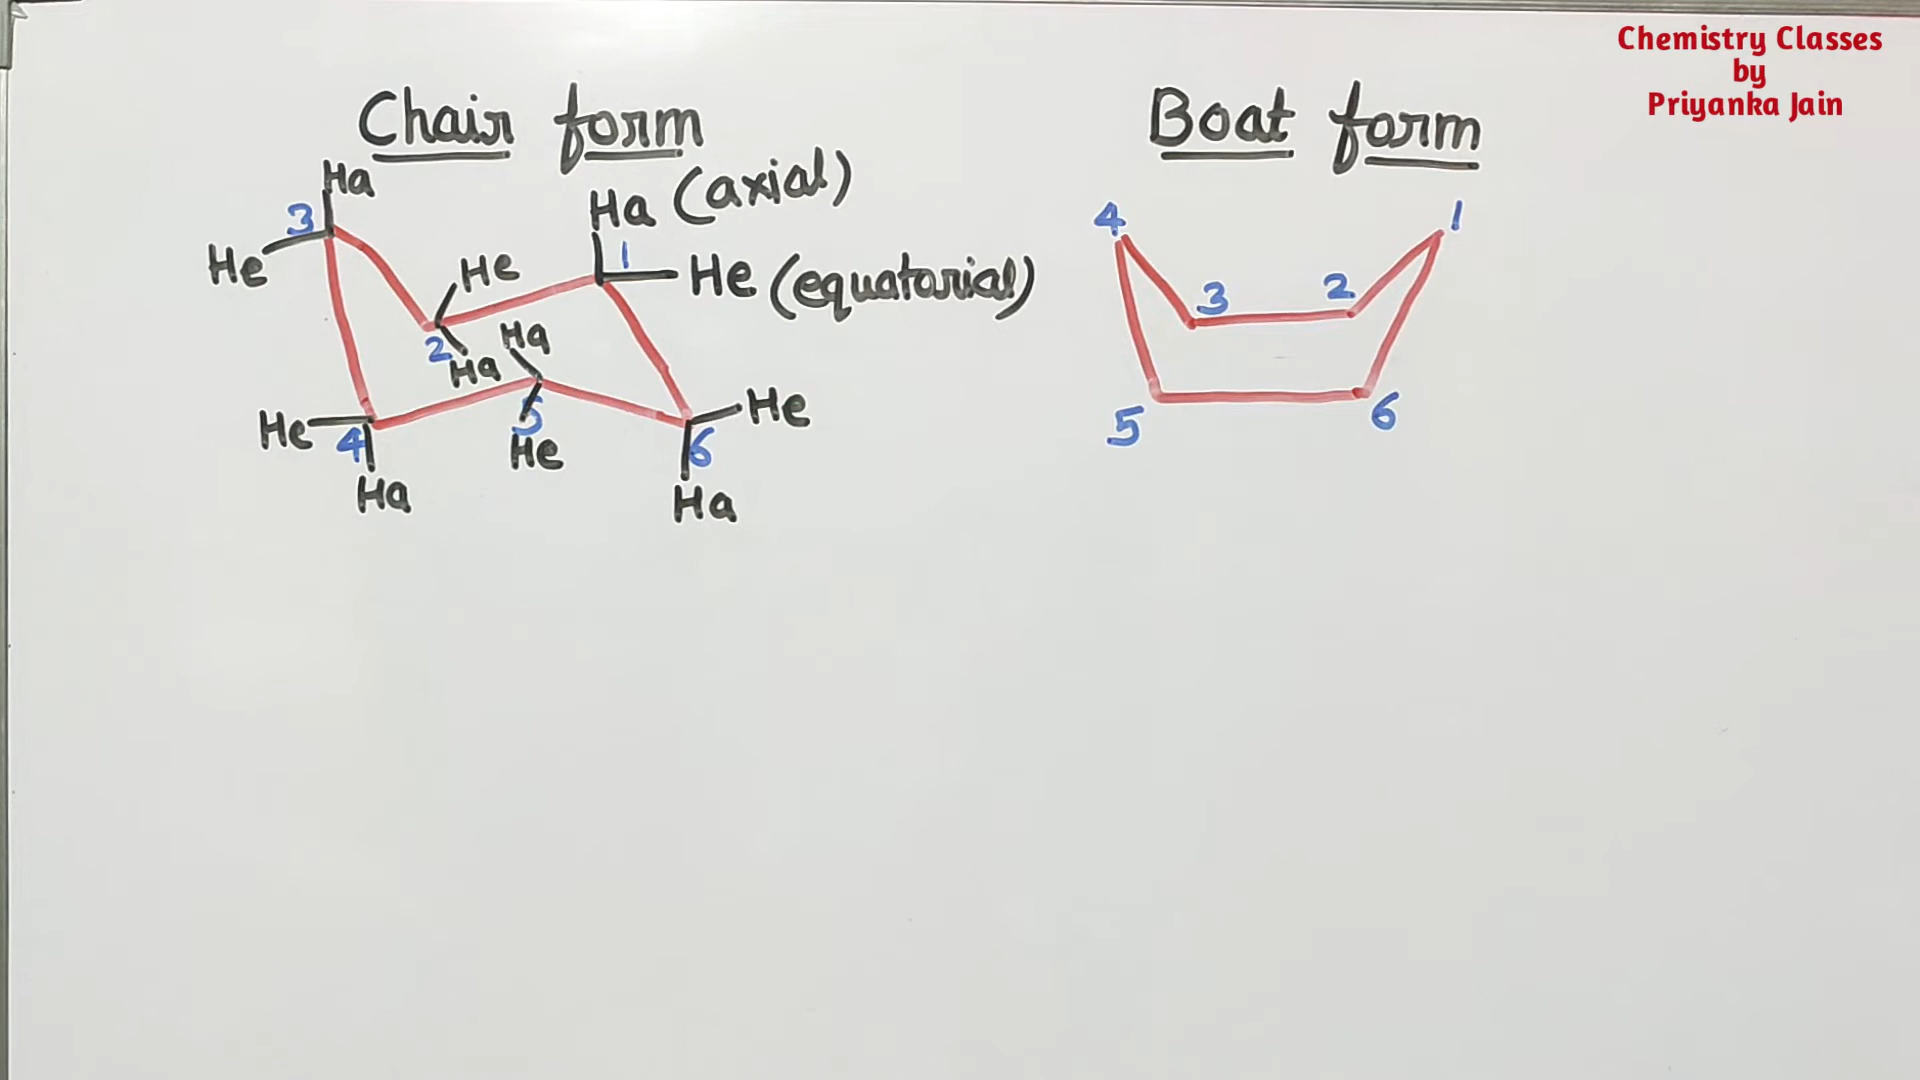 Chemistry Classes
by
Priyanka Jain
Chair form
Boat form
Ha
Ha (axial)
3
He
He
1
He (equatorial)
2
Ha
Ha
He
4
Ha
5
He
He
6
Ha
4
1
3
2
5
6